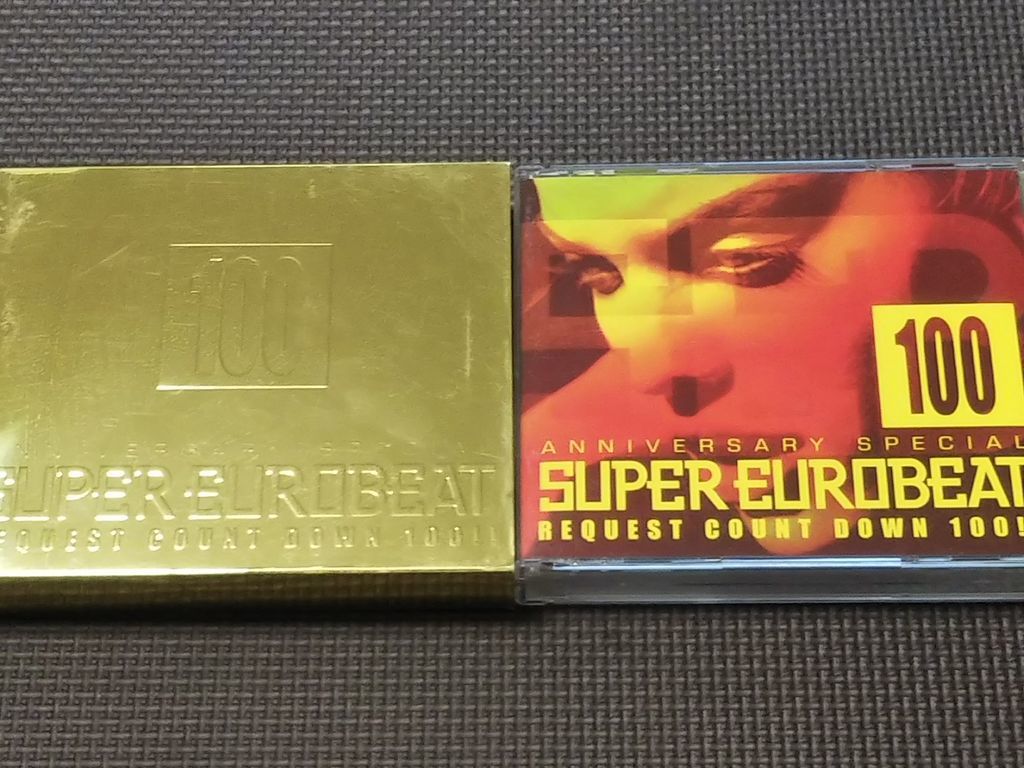 100
SUPER EUROBEAT
REQUEST COUNT DOWN 100!!
100
ANNIVERSARY SPECIAL
SUPER EUROBEAT
REQUEST COUNT DOWN 100!